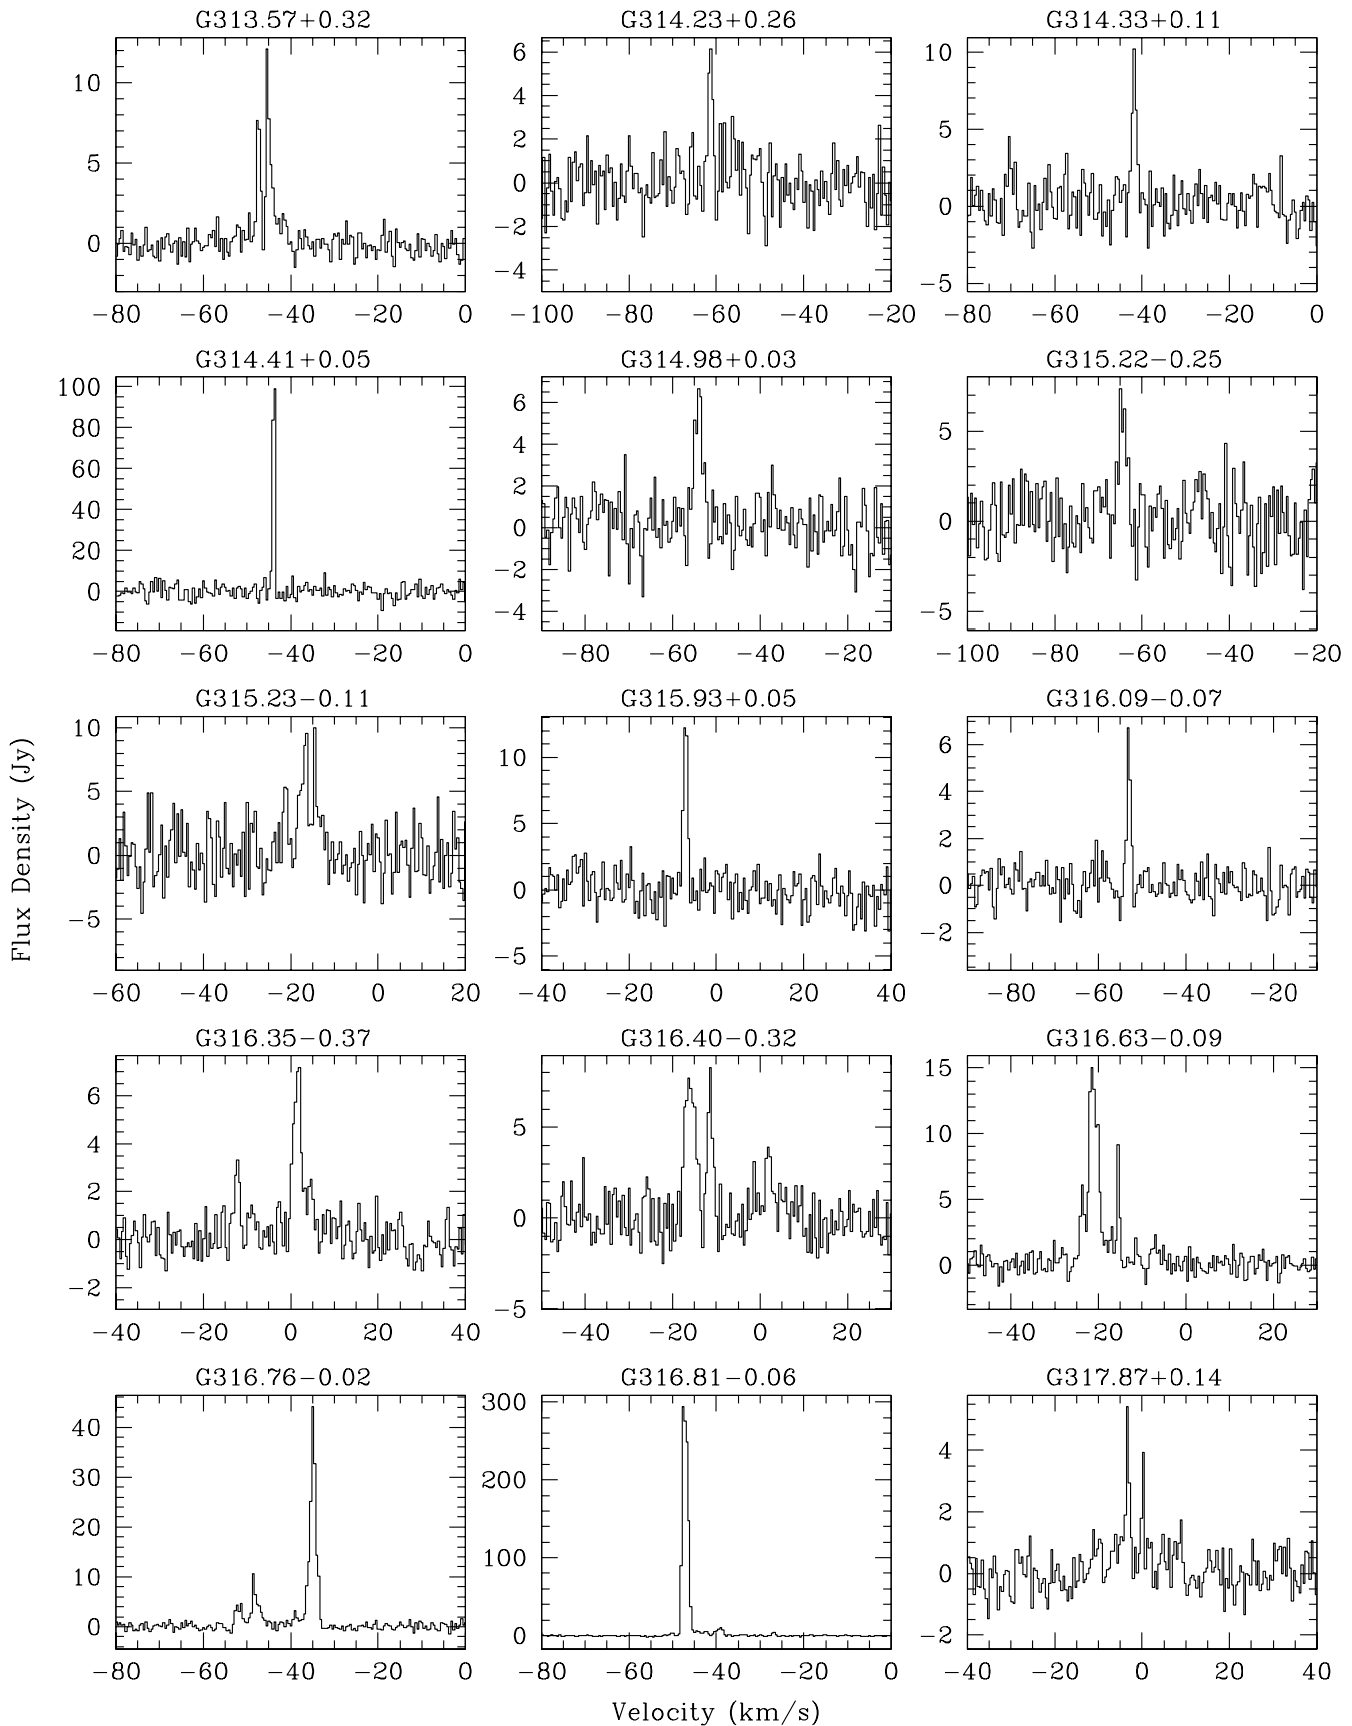 G313.57+0.32 G314.23+0.26 G314.33+0.11
10 5 0
6 4 2 0 −2 −4
10 5 0 −5
−80 −60 −40 −20 0
−100 −80 −60 −40 −20
−80 −60 −40 −20 0
G314.41+0.05 G314.98+0.03 G315.22−0.25
100 80 60 40 20 0
6 4 2 0 −2 −4
5 0 −5
−80 −60 −40 −20 0
−80 −60 −40 −20
−100 −80 −60 −40 −20
G315.23−0.11 G315.93+0.05 G316.09−0.07
10 5 0 −5
10 5 0 −5
6 4 2 0 −2
−60 −40 −20 0 20
−40 −20 0 20 40
−80 −60 −40 −20
Flux Density (Jy)
G316.35−0.37 G316.40−0.32 G316.63−0.09
6 4 2 0 −2
5 0 −5
15 10 5 0
−40 −20 0 20 40
−40 −20 0 20
−40 −20 0 20
G316.76−0.02 G316.81−0.06 G317.87+0.14
40 30 20 10 0
300 200 100 0
4 2 0 −2
−80 −60 −40 −20 0
−80 −60 −40 −20 0
−40 −20 0 20 40
Velocity (km/s)